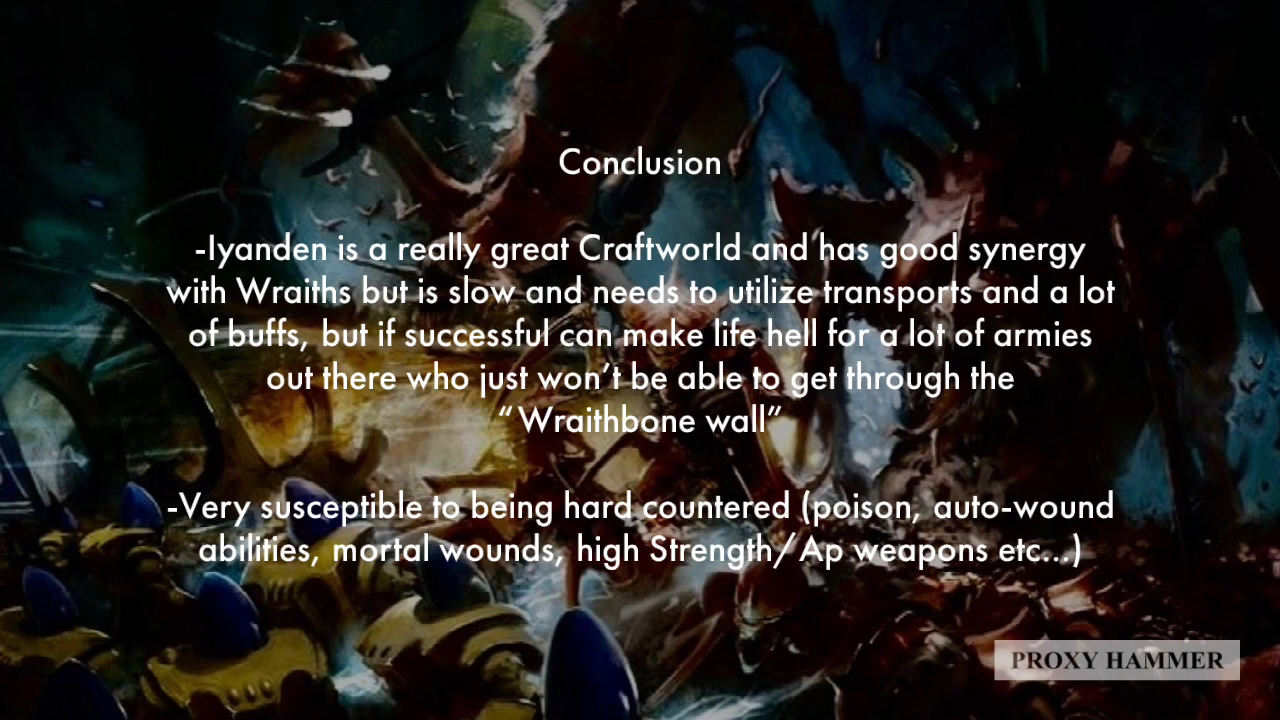 Conclusion
-Iyanden is a really great Craftworld and has good synergy
with Wraiths but is slow and needs to utilize transports and a lot
of buffs, but if successful can make life hell for a lot of armies
out there who just won’t be able to get through the
“Wraithbone wall”
-Very susceptible to being hard countered (poison, auto-wound
abilities, mortal wounds, high Strength/Ap weapons etc...)
PROXY HAMMER